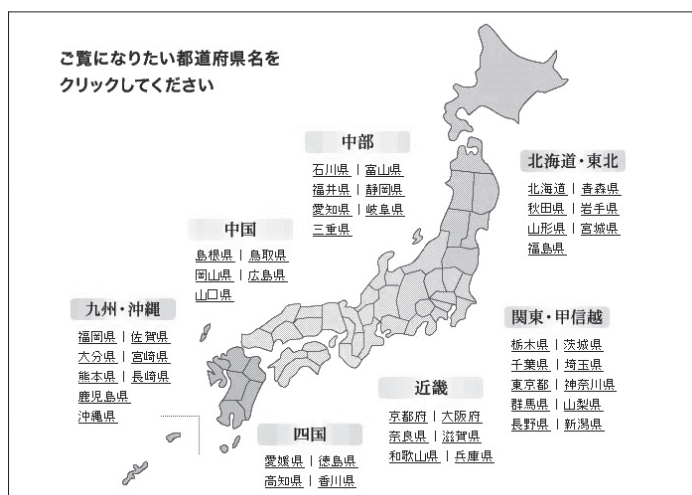 ご覧になりたい都道府県名を
クリックしてください
中部
石川県 | 富山県
福井県 | 静岡県
愛知県 | 岐阜県
三重県
北海道・東北
北海道 | 青森県
秋田県 | 岩手県
山形県 | 宮城県
福島県
中国
島根県 | 鳥取県
岡山県 | 広島県
山口県
九州・沖縄
福岡県 | 佐賀県
大分県 | 宮崎県
熊本県 | 長崎県
鹿児島県
沖縄県
関東・甲信越
栃木県 | 茨城県
千葉県 | 埼玉県
東京都 | 神奈川県
群馬県 | 山梨県
長野県 | 新潟県
近畿
京都府 | 大阪府
奈良県 | 滋賀県
和歌山県 | 兵庫県
四国
愛媛県 | 徳島県
高知県 | 香川県